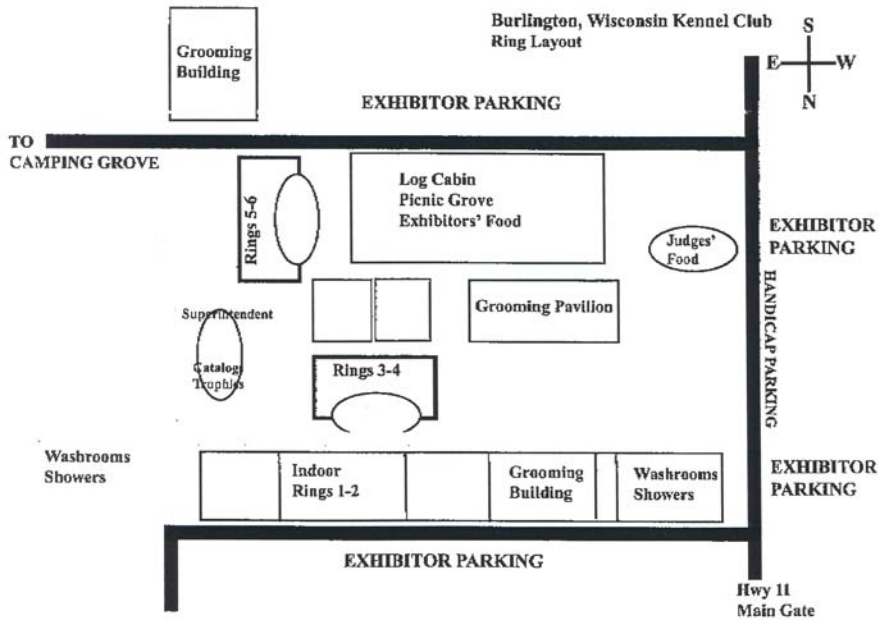 Burlington, Wisconsin Kennel Club
Ring Layout
S
E
W
N
Grooming
Building
EXHIBITOR PARKING
TO
CAMPING GROVE
Rings 5-6
Log Cabin
Picnic Grove
Exhibitors' Food
Judges'
Food
EXHIBITOR
PARKING
HANDICAP PARKING
Superintendent
Catalogs
Trophies
Grooming Pavilion
Rings 3-4
Washrooms
Showers
Indoor
Rings 1-2
Grooming
Building
Washrooms
Showers
EXHIBITOR
PARKING
EXHIBITOR PARKING
Hwy 11
Main Gate